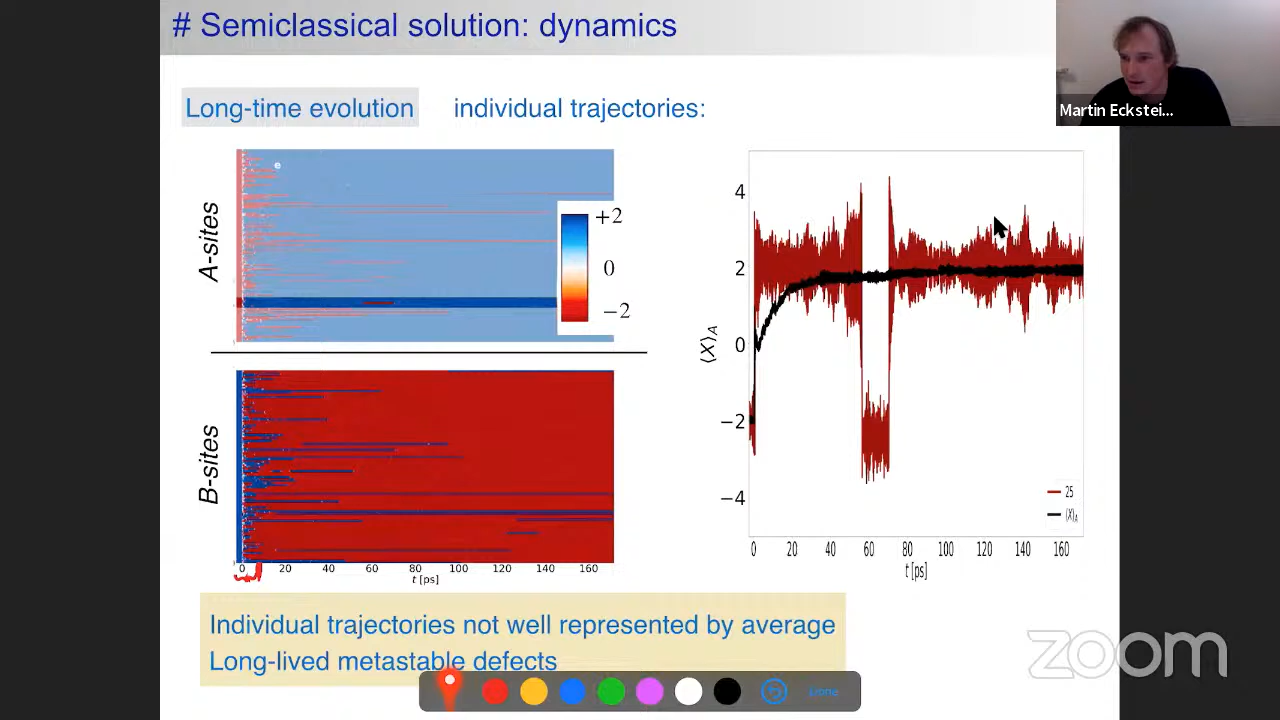 # Semiclassical solution: dynamics
Martin Eckstei...
Long-time evolution
individual trajectories:
A-sites
+2
0
−2
B-sites
0 20 40 60 80 100 120 140 160
t [ps]
4
2
0
−2
−4
⟨X⟩A
25
⟨X⟩A
0 20 40 60 80 100 120 140 160
t [ps]
Individual trajectories not well represented by average
Long-lived metastable defects
zoom